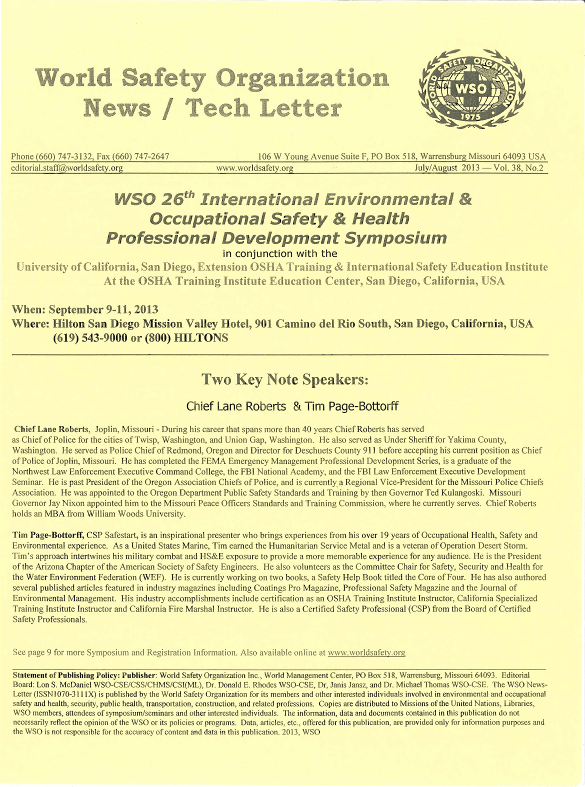 World Safety Organization
News / Tech Letter
WORLD SAFETY ORGANIZATION
WSO
1975
Phone (660) 747-3132, Fax (660) 747-2647 106 W Young Avenue Suite F, PO Box 518, Warrensburg Missouri 64093 USA
editorial.staff@worldsafety.org www.worldsafety.org July/August 2013 — Vol. 38, No.2
WSO 26th International Environmental &
Occupational Safety & Health
Professional Development Symposium
in conjunction with the
University of California, San Diego, Extension OSHA Training & International Safety Education Institute
At the OSHA Training Institute Education Center, San Diego, California, USA
When: September 9-11, 2013
Where: Hilton San Diego Mission Valley Hotel, 901 Camino del Rio South, San Diego, California, USA
(619) 543-9000 or (800) HILTONS
Two Key Note Speakers:
Chief Lane Roberts & Tim Page-Bottorff
Chief Lane Roberts, Joplin, Missouri - During his career that spans more than 40 years Chief Roberts has served
as Chief of Police for the cities of Twisp, Washington, and Union Gap, Washington. He also served as Under Sheriff for Yakima County,
Washington. He served as Police Chief of Redmond, Oregon and Director for Deschuets County 911 before accepting his current position as Chief
of Police of Joplin, Missouri. He has completed the FEMA Emergency Management Professional Development Series, is a graduate of the
Northwest Law Enforcement Executive Command College, the FBI National Academy, and the FBI Law Enforcement Executive Development
Seminar. He is past President of the Oregon Association Chiefs of Police, and is currently a Regional Vice-President for the Missouri Police Chiefs
Association. He was appointed to the Oregon Department Public Safety Standards and Training by then Governor Ted Kulangoski. Missouri
Governor Jay Nixon appointed him to the Missouri Peace Officers Standards and Training Commission, where he currently serves. Chief Roberts
holds an MBA from William Woods University.
Tim Page-Bottorff, CSP Safestart, is an inspirational presenter who brings experiences from his over 19 years of Occupational Health, Safety and
Environmental experience. As a United States Marine, Tim earned the Humanitarian Service Metal and is a veteran of Operation Desert Storm.
Tim's approach intertwines his military combat and HS&E exposure to provide a more memorable experience for any audience. He is the President
of the Arizona Chapter of the American Society of Safety Engineers. He also volunteers as the Committee Chair for Safety, Security and Health for
the Water Environment Federation (WEF). He is currently working on two books, a Safety Help Book titled the Core of Four. He has also authored
several published articles featured in industry magazines including Coatings Pro Magazine, Professional Safety Magazine and the Journal of
Environmental Management. His industry accomplishments include certification as an OSHA Training Institute Instructor, California Specialized
Training Institute Instructor and California Fire Marshal Instructor. He is also a Certified Safety Professional (CSP) from the Board of Certified
Safety Professionals.
See page 9 for more Symposium and Registration Information. Also available online at www.worldsafety.org
Statement of Publishing Policy: Publisher: World Safety Organization Inc., World Management Center, PO Box 518, Warrensburg, Missouri 64093. Editorial
Board: Lon S. McDaniel WSO-CSE/CSS/CHMS/CSI(ML), Dr. Donald E. Rhodes WSO-CSE, Dr, Janis Jansz, and Dr. Michael Thomas WSO-CSE. The WSO News-
Letter (ISSN1070-3111X) is published by the World Safety Organization for its members and other interested individuals involved in environmental and occupational
safety and health, security, public health, transportation, construction, and related professions. Copies are distributed to Missions of the United Nations, Libraries,
WSO members, attendees of symposium/seminars and other interested individuals. The information, data and documents contained in this publication do not
necessarily reflect the opinion of the WSO or its policies or programs. Data, articles, etc., offered for this publication, are provided only for information purposes and
the WSO is not responsible for the accuracy of content and data in this publication. 2013, WSO